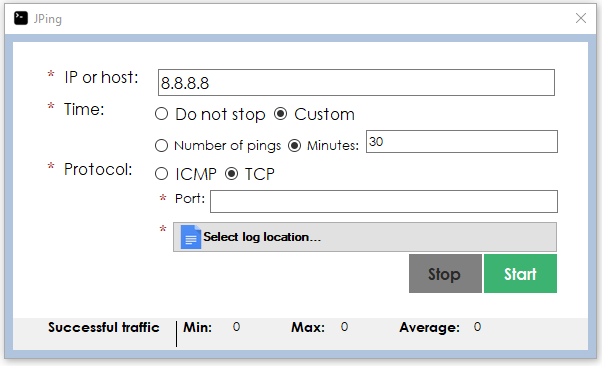 JPing
* IP or host: 8.8.8.8
* Time: Do not stop Custom
Number of pings Minutes: 30
* Protocol: ICMP TCP
* Port:
* Select log location...
Stop Start
Successful traffic Min: 0 Max: 0 Average: 0